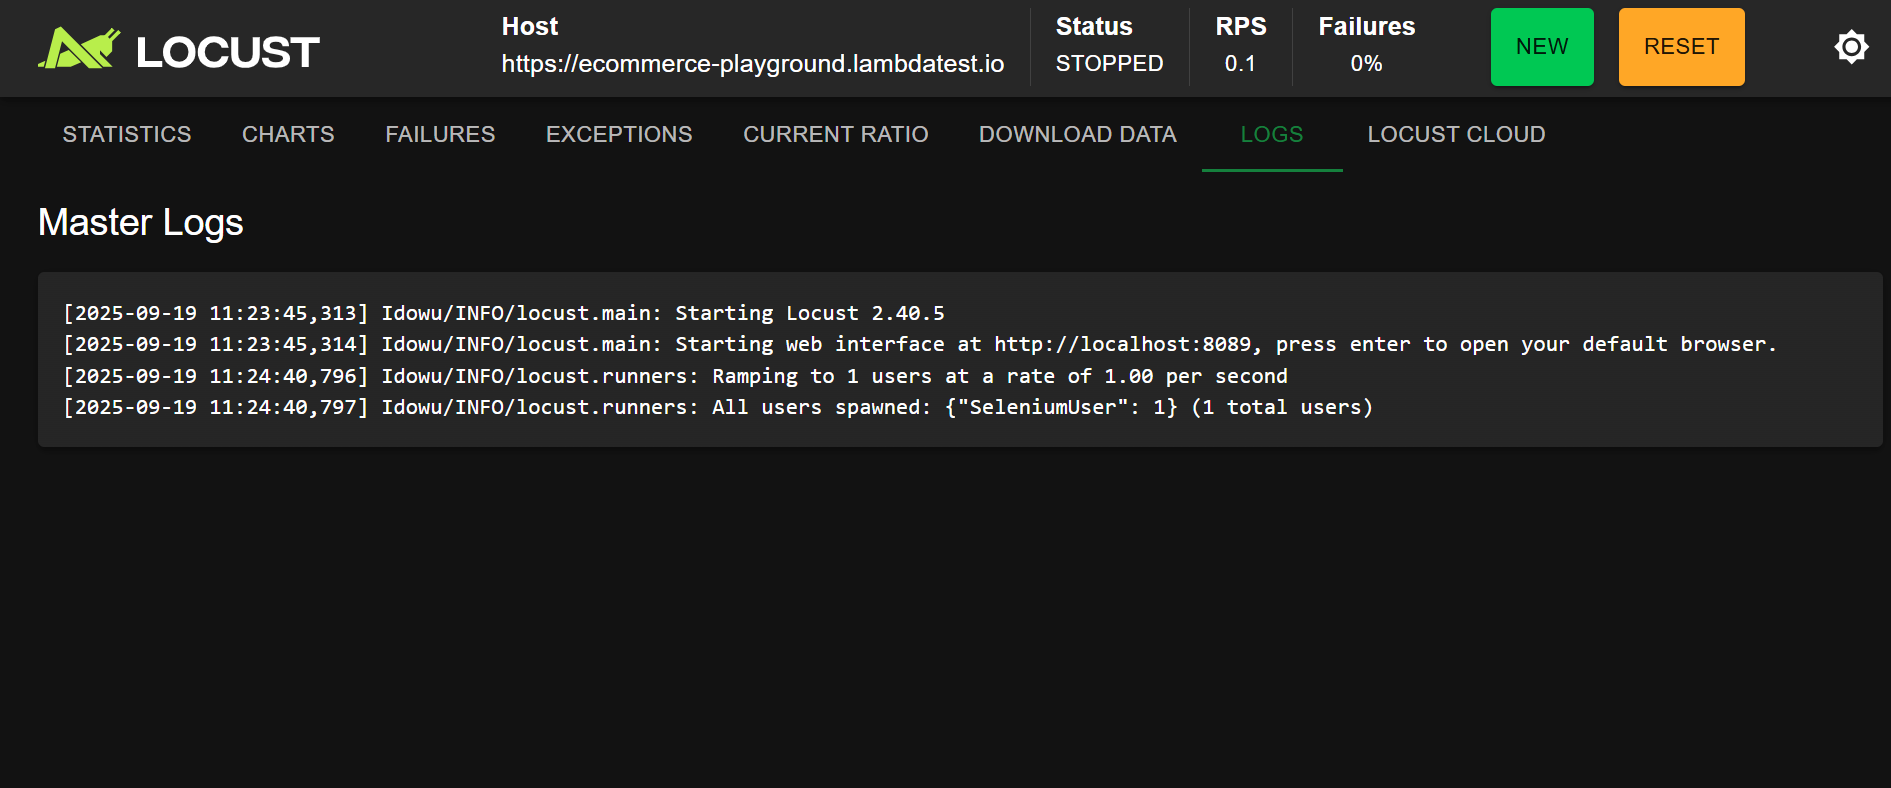 LOCUST
Host
https://ecommerce-playground.lambdatest.io
Status
STOPPED
RPS
0.1
Failures
0%
NEW
RESET
STATISTICS CHARTS FAILURES EXCEPTIONS CURRENT RATIO DOWNLOAD DATA LOGS LOCUST CLOUD
Master Logs
[2025-09-19 11:23:45,313] Idowu/INFO/locust.main: Starting Locust 2.40.5
[2025-09-19 11:23:45,314] Idowu/INFO/locust.main: Starting web interface at http://localhost:8089, press enter to open your default browser.
[2025-09-19 11:24:40,796] Idowu/INFO/locust.runners: Ramping to 1 users at a rate of 1.00 per second
[2025-09-19 11:24:40,797] Idowu/INFO/locust.runners: All users spawned: {"SeleniumUser": 1} (1 total users)